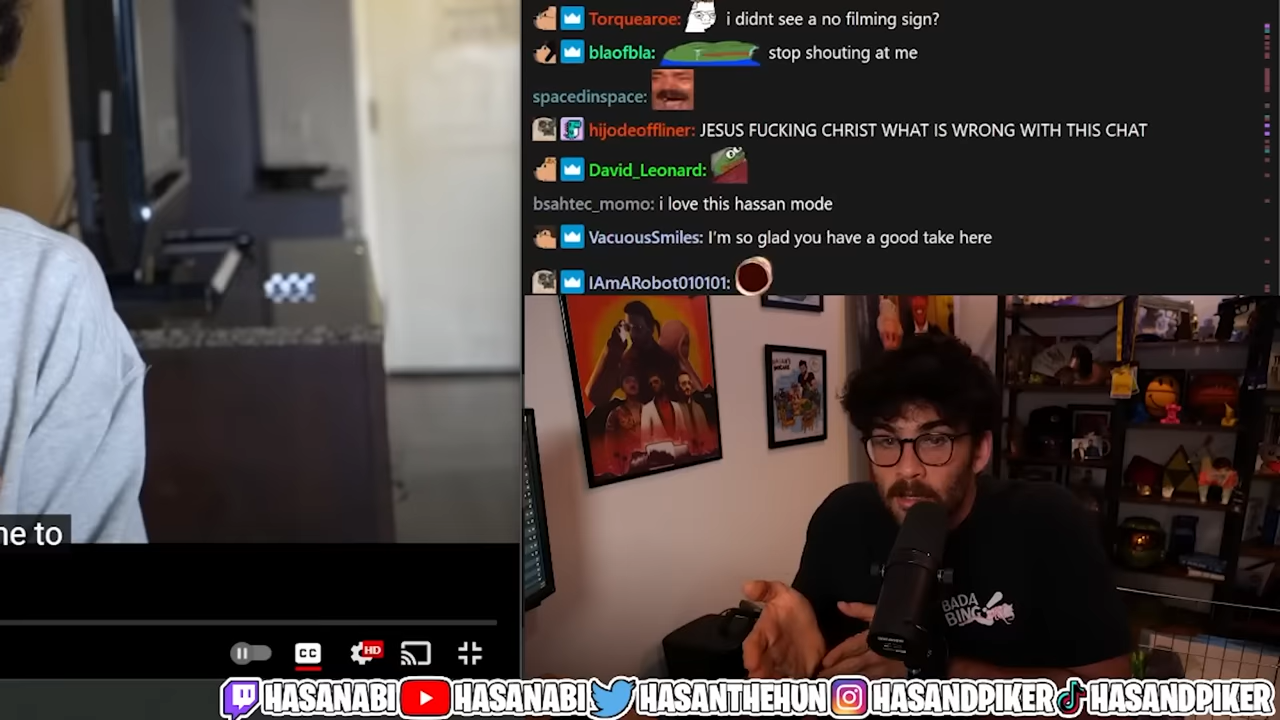 Torquearoe: i didnt see a no filming sign?
blaofbla: stop shouting at me
spacedinspace:
hijodeoffliner: JESUS FUCKING CHRIST WHAT IS WRONG WITH THIS CHAT
David_Leonard:
bsahtec_momo: i love this hassan mode
VacuousSmiles: I'm so glad you have a good take here
IAmARobot010101:
ne to
BADA
BING
CC HD
HASANABI HASANABI HASANTHEHUN HASANDPIKER HASANDPIKER